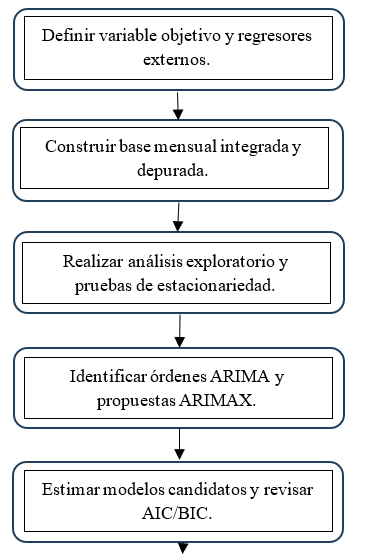 Definir variable objetivo y regresores
externos.
Construir base mensual integrada y
depurada.
Realizar análisis exploratorio y
pruebas de estacionariedad.
Identificar órdenes ARIMA y
propuestas ARIMAX.
Estimar modelos candidatos y revisar
AIC/BIC.